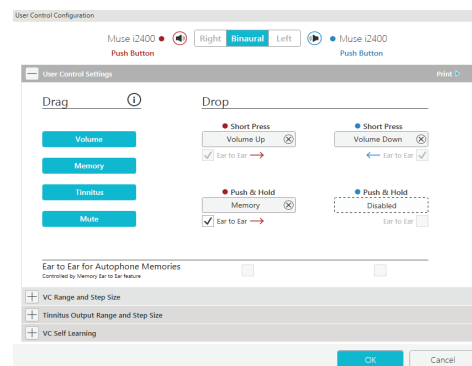 User Control Configuration
Muse i2400 Right Binaural Left Muse i2400
Push Button Push Button
User Control Settings Print
Drag Drop
Short Press Short Press
Volume Volume Up Volume Down
Ear to Ear Ear to Ear
Memory
Tinnitus Push & Hold Push & Hold
Memory Disabled
Mute Ear to Ear Ear to Ear
Ear to Ear for Autophone Memories
Controlled by Memory Ear to Ear feature
VC Range and Step Size
Tinnitus Output Range and Step Size
VC Self Learning
OK Cancel